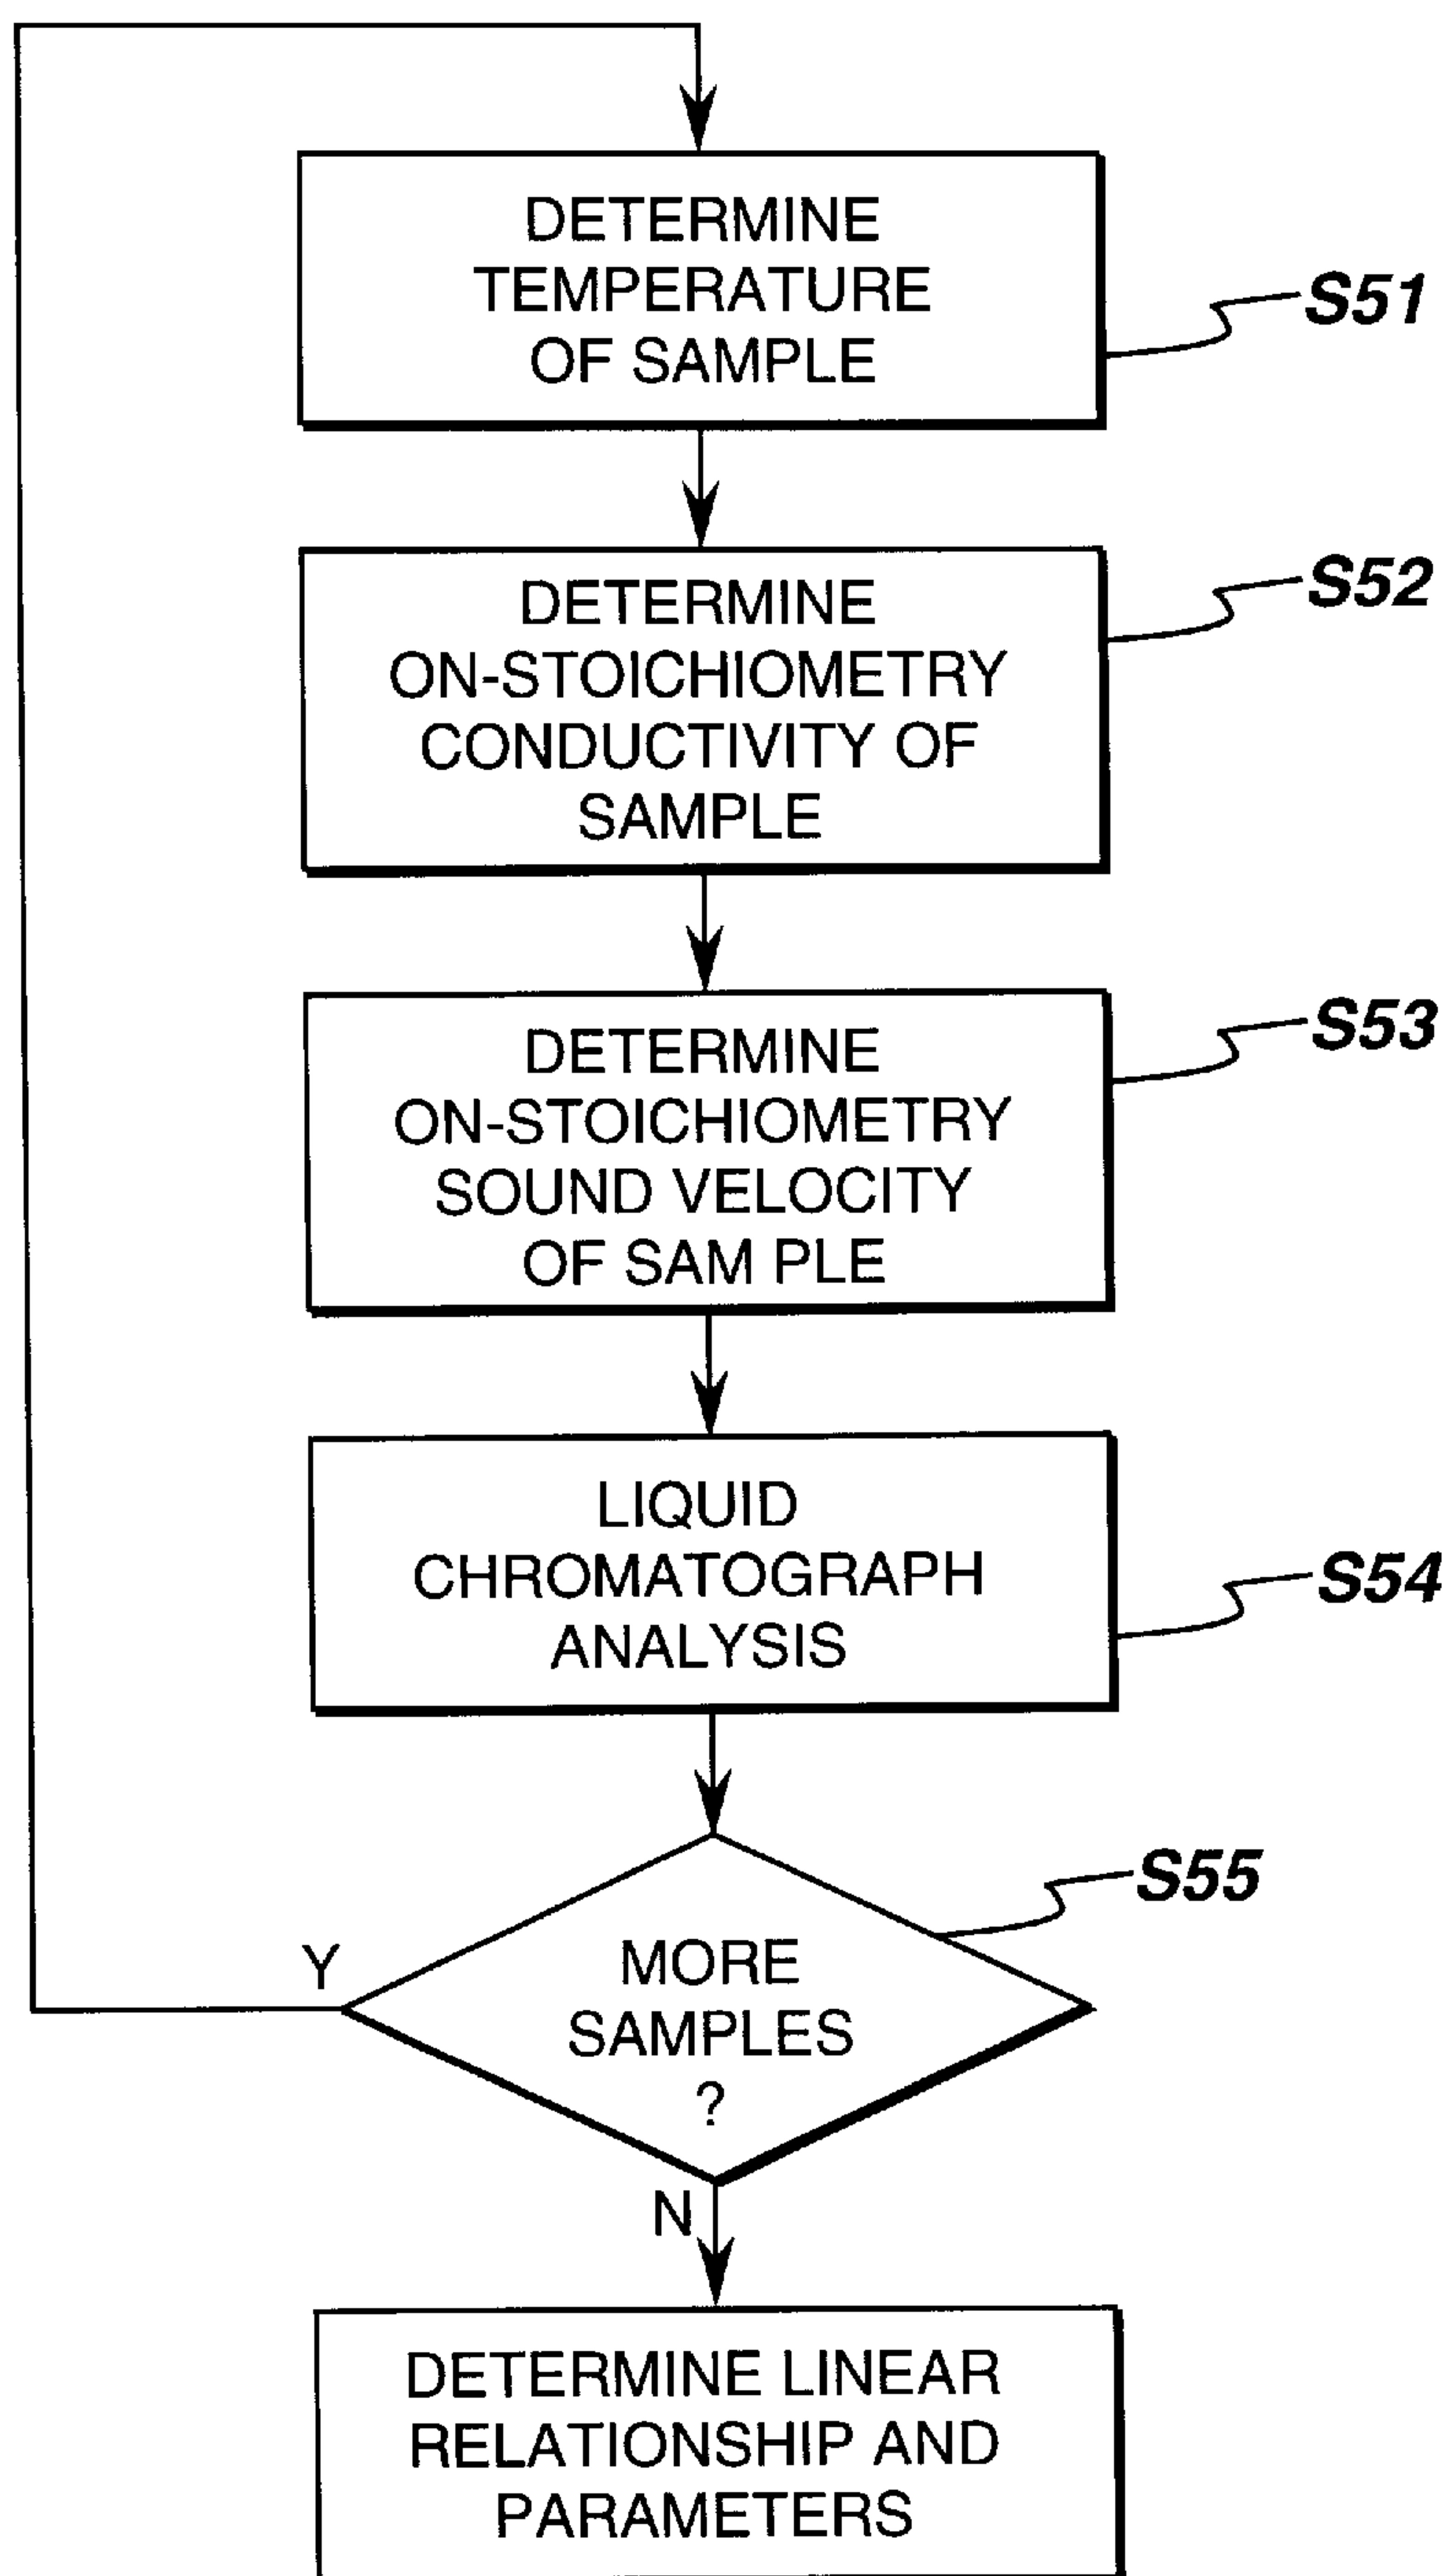 DETERMINE
TEMPERATURE
OF SAMPLE
S51
DETERMINE
ON-STOICHIOMETRY
CONDUCTIVITY OF
SAMPLE
S52
DETERMINE
ON-STOICHIOMETRY
SOUND VELOCITY
OF SAM PLE
S53
LIQUID
CHROMATOGRAPH
ANALYSIS
S54
MORE
SAMPLES
?
S55
Y
N
DETERMINE LINEAR
RELATIONSHIP AND
PARAMETERS